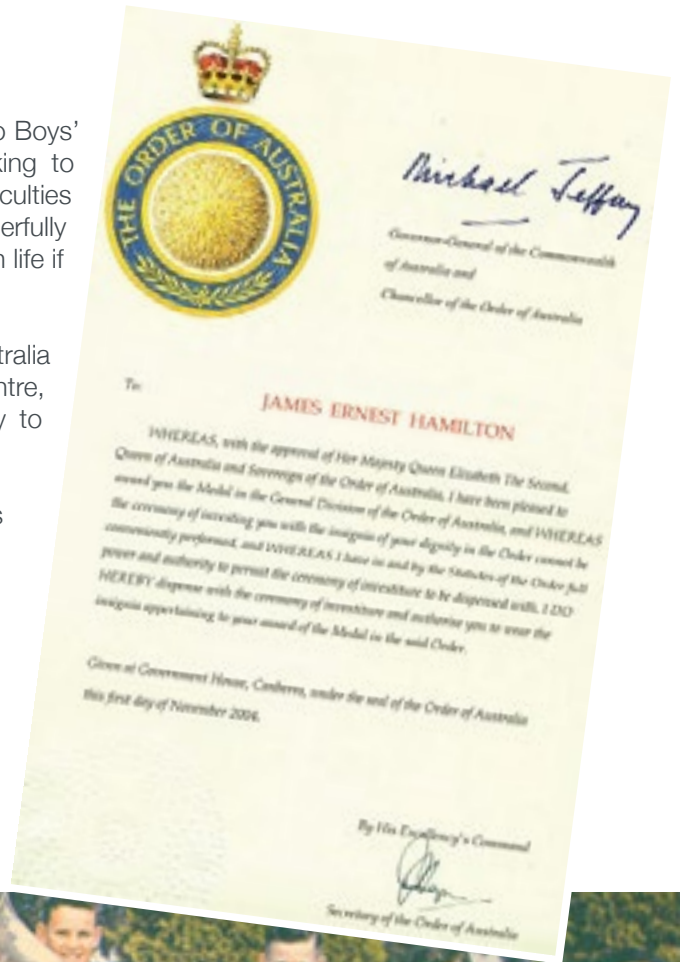 o Boys'
king to
culties
erfully
n life if
tralia
ntre,
y to
s
THE ORDER OF AUSTRALIA
Michael Jeffery
Governor-General of the Commonwealth
of Australia and
Chancellor of the Order of Australia
To:
JAMES ERNEST HAMILTON
WHEREAS, with the approval of Her Majesty Queen Elizabeth The Second,
Queen of Australia and Sovereign of the Order of Australia, I have been pleased to
award you the Medal in the General Division of the Order of Australia, and WHEREAS
the ceremony of investing you with the insignia of your dignity in the Order cannot be
conveniently performed, and WHEREAS I have in and by the Statutes of the Order full
power and authority to permit the ceremony of investiture to be dispensed with, I DO
HEREBY dispense with the ceremony of investiture and authorise you to wear the
insignia appertaining to your award of the Medal in the said Order.
Given at Government House, Canberra, under the seal of the Order of Australia
this first day of November 2004.
By His Excellency's Command
Secretary of the Order of Australia